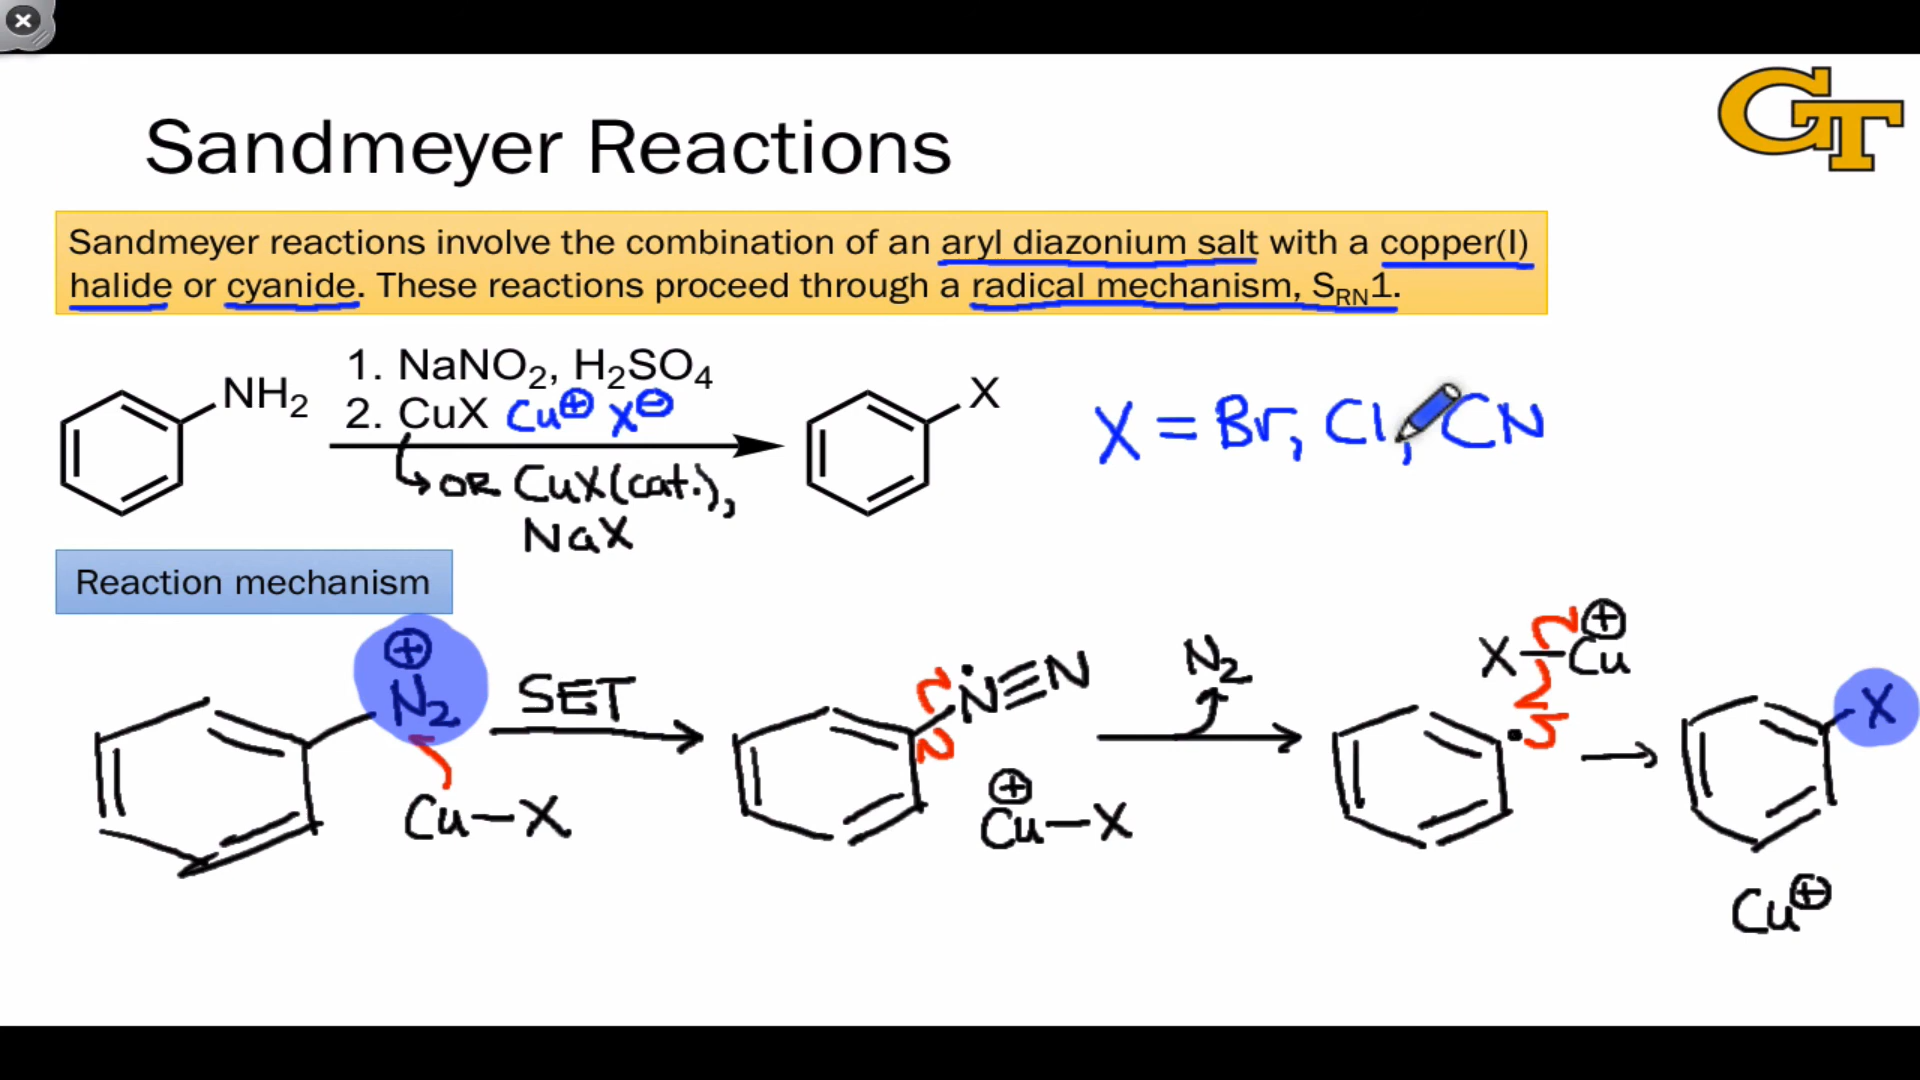 GT
Sandmeyer Reactions
Sandmeyer reactions involve the combination of an aryl diazonium salt with a copper(I)
halide or cyanide. These reactions proceed through a radical mechanism, S_RN1.
NH₂
1. NaNO₂, H₂SO₄
2. CuX Cu⊕ X⊖
OR CuX(cat.),
NaX
X
X = Br, Cl, CN
Reaction mechanism
⊕
N₂
Cu–X
SET
Ṅ≡N
⊕
Cu–X
N₂
⊕
X–Cu
X
Cu⊕